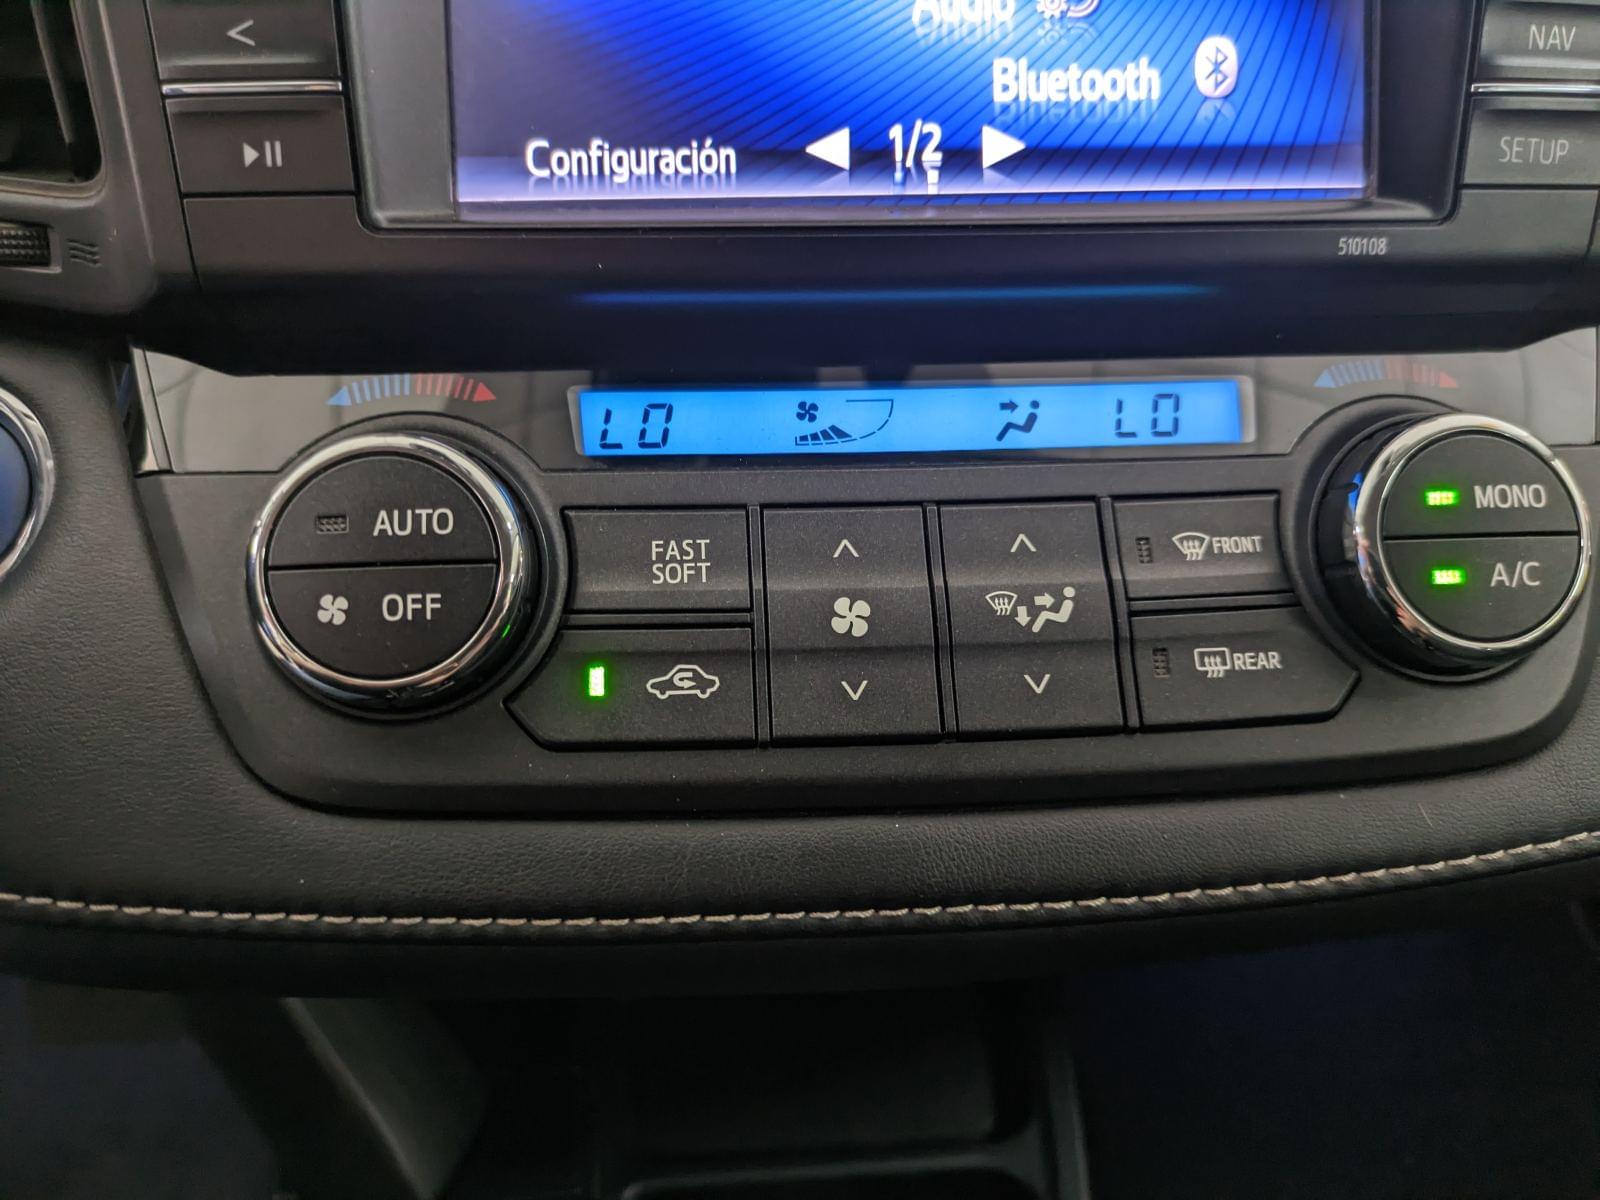 Audio
NAV
Bluetooth
Configuración
1/2
SETUP
510108
LO
LO
AUTO
OFF
FAST
SOFT
FRONT
REAR
MONO
A/C